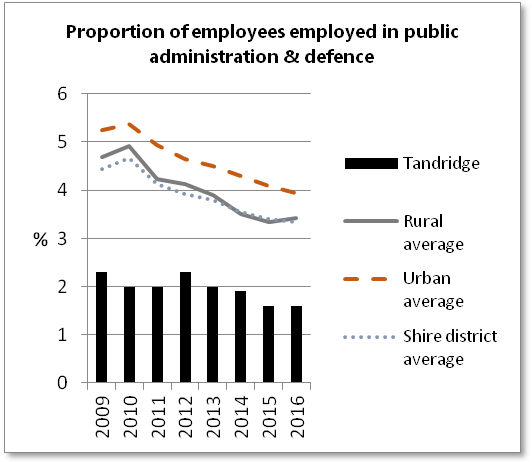 Proportion of employees employed in public
administration & defence
6
5
4
3
2
1
0
%
2009
2010
2011
2012
2013
2014
2015
2016
Tandridge
Rural
average
Urban
average
Shire district
average